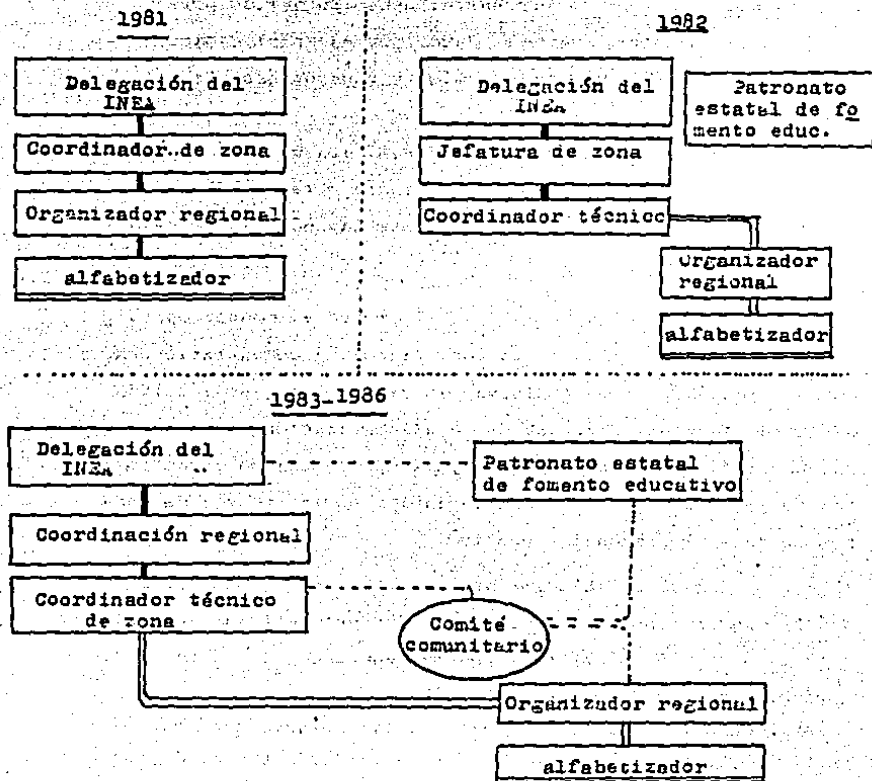 1981
Delegación del
INEA
Coordinador de zona
Organizador regional
alfabetizador
1982
Delegación del
INEA
Jefatura de zona
Coordinador técnico
Patronato
estatal de fo
mento educ.
Organizador
regional
alfabetizador
1983-1986
Delegación del
INEA
Coordinación regional
Coordinador técnico
de zona
Patronato estatal
de fomento educativo
Comité
comunitario
Organizador regional
alfabetizador